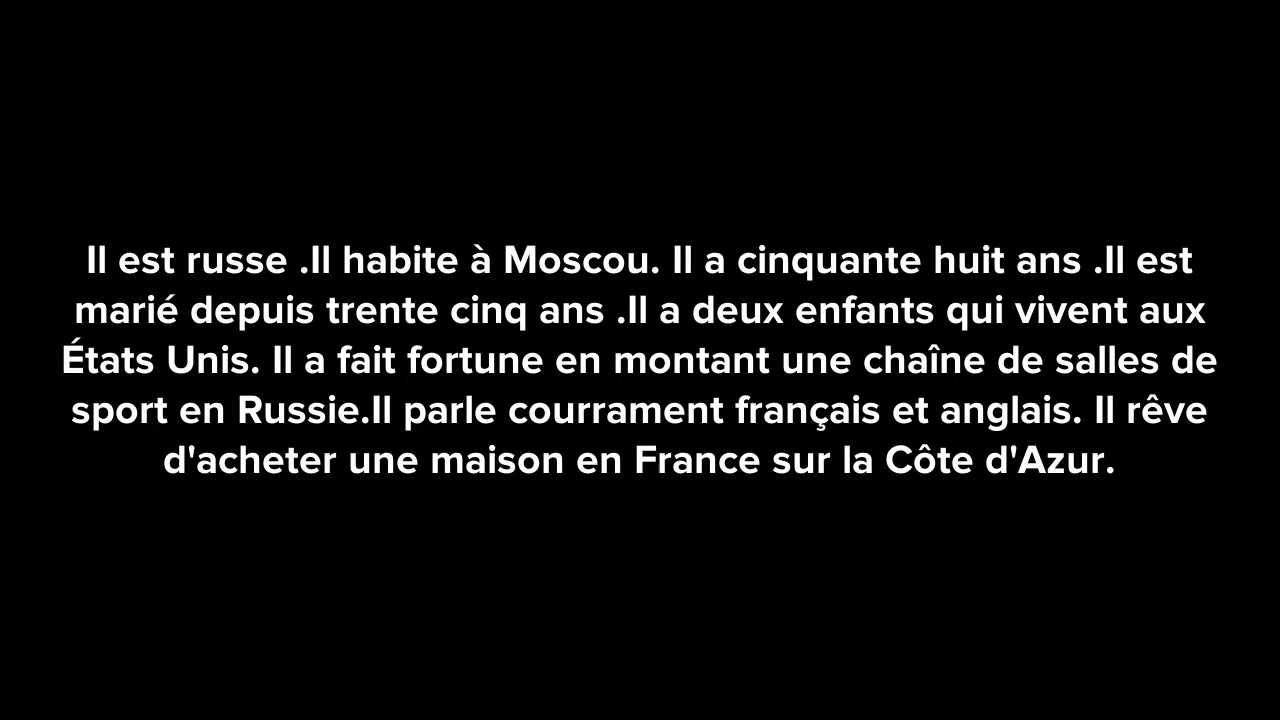 Il est russe .Il habite à Moscou. Il a cinquante huit ans .Il est
marié depuis trente cinq ans .Il a deux enfants qui vivent aux
États Unis. Il a fait fortune en montant une chaîne de salles de
sport en Russie.Il parle courrament français et anglais. Il rêve
d'acheter une maison en France sur la Côte d'Azur.